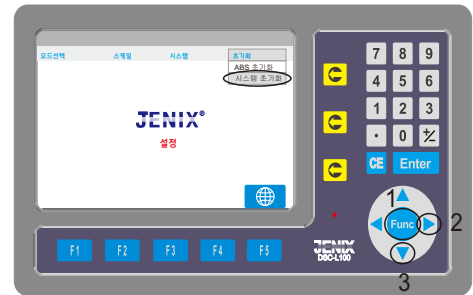 모드선택 스케일 시스템 초기화
ABS 초기화
시스템 초기화
JENIX®
설정
7 8 9
4 5 6
1 2 3
· 0 +/-
CE Enter
1
Func 2
3
F1 F2 F3 F4 F5
JENIX
DSC-L100